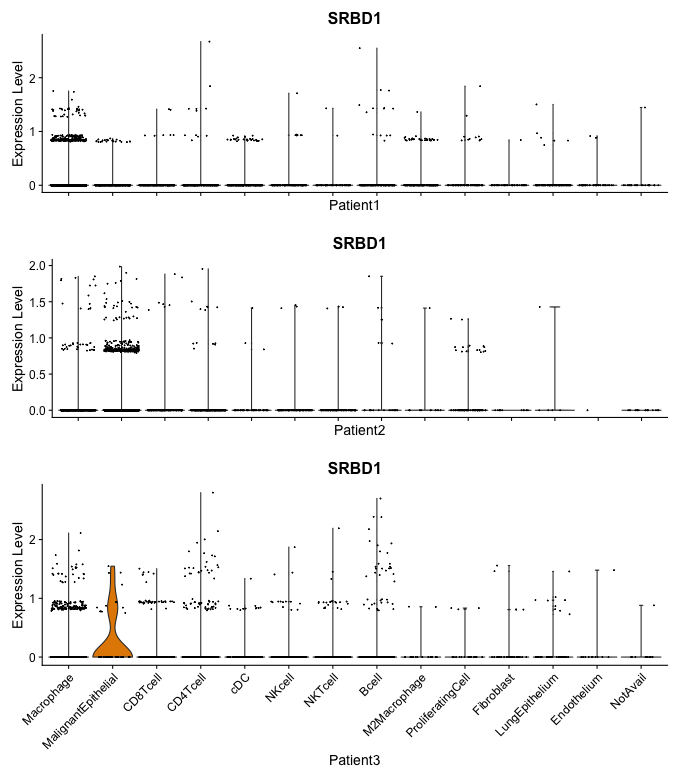 SRBD1
Expression Level
2
1
0
Patient1
SRBD1
Expression Level
2.0
1.5
1.0
0.5
0.0
Patient2
SRBD1
Expression Level
2
1
0
Macrophage
MalignantEpithelial
CD8Tcell
CD4Tcell
cDC
NKcell
NKTcell
Bcell
M2Macrophage
ProliferatingCell
Fibroblast
LungEpithelium
Endothelium
NotAvail
Patient3